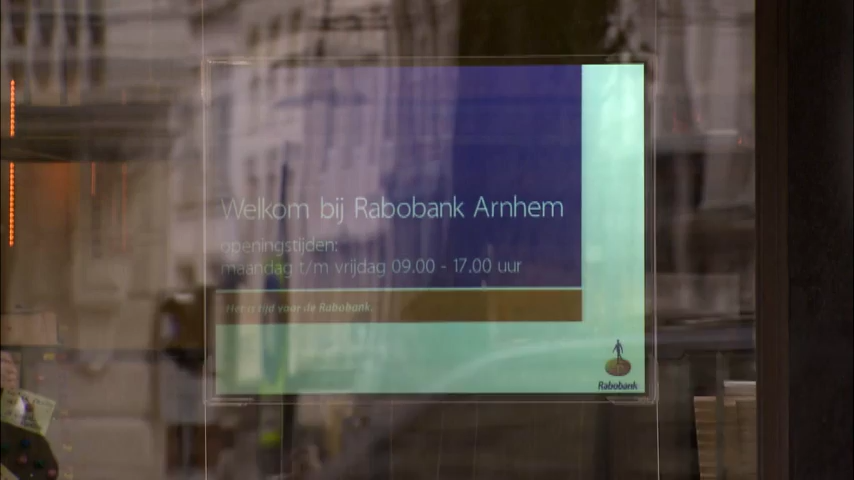 Welkom bij Rabobank Arnhem
openingstijden:
maandag t/m vrijdag 09.00 - 17.00 uur
Het is tijd voor de Rabobank.
Rabobank